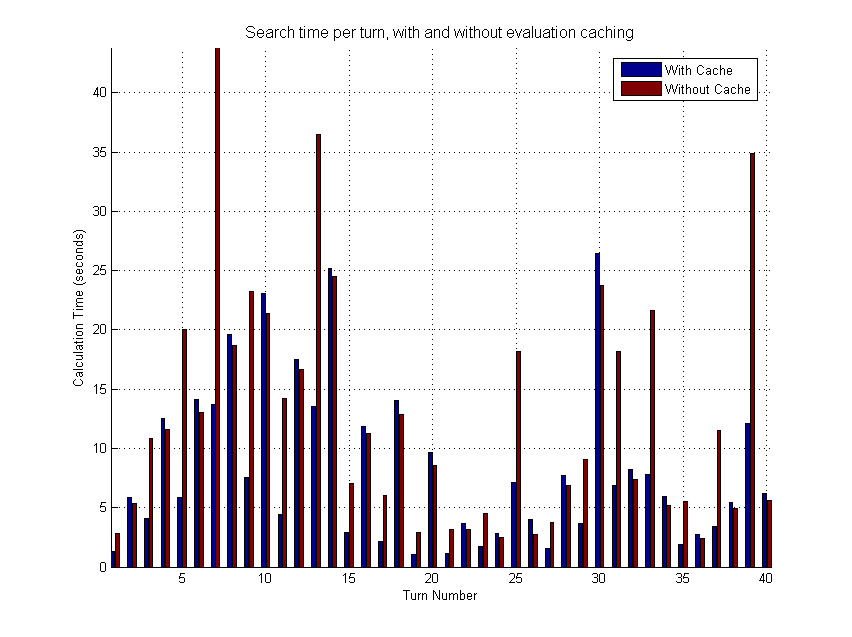 Search time per turn, with and without evaluation caching
With Cache
Without Cache
Calculation Time (seconds)
40
35
30
25
20
15
10
5
0
5 10 15 20 25 30 35 40
Turn Number